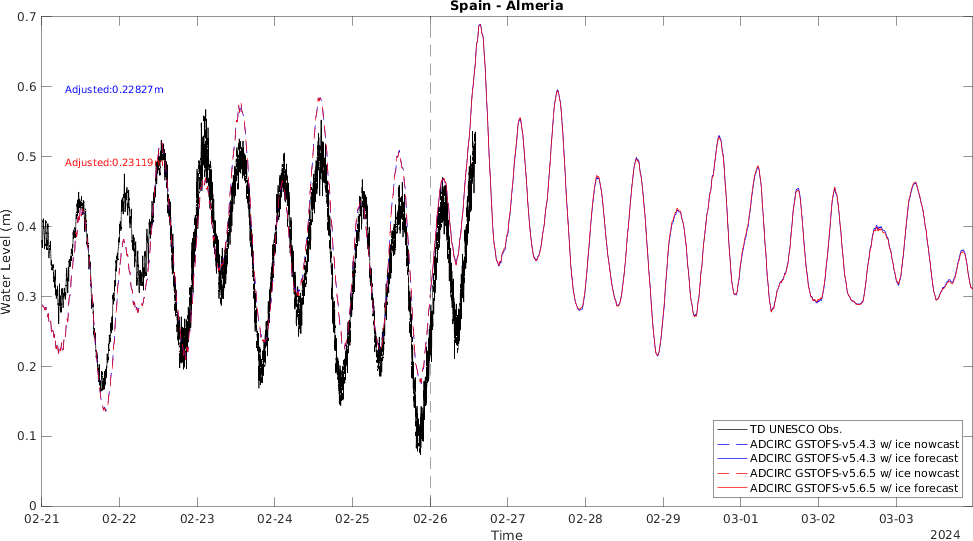 Spain - Almeria
0.7
0.6
0.5
0.4
0.3
0.2
0.1
0
Water Level (m)
Adjusted:0.22827m
Adjusted:0.23119m
TD UNESCO Obs.
ADCIRC GSTOFS-v5.4.3 w/ ice nowcast
ADCIRC GSTOFS-v5.4.3 w/ ice forecast
ADCIRC GSTOFS-v5.6.5 w/ ice nowcast
ADCIRC GSTOFS-v5.6.5 w/ ice forecast
02-21 02-22 02-23 02-24 02-25 02-26 02-27 02-28 02-29 03-01 03-02 03-03
Time
2024